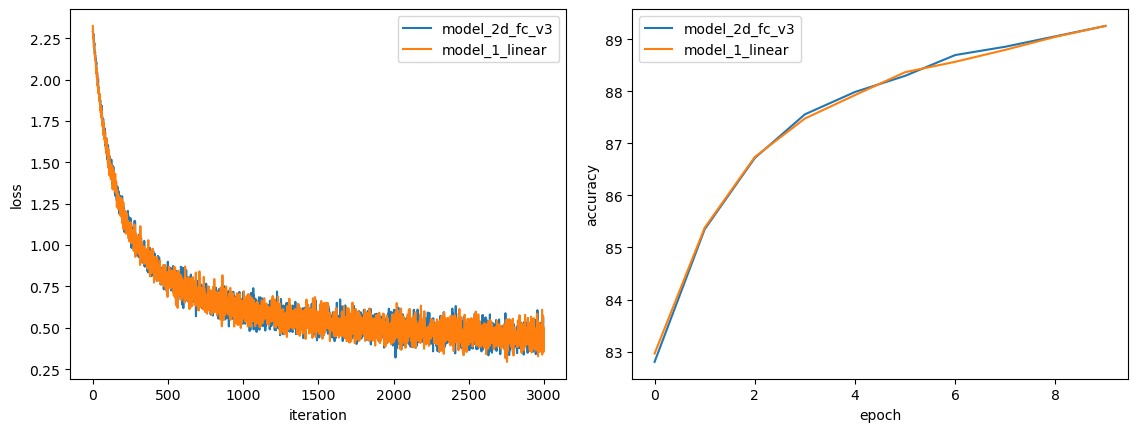 model_2d_fc_v3
model_1_linear
2.25
2.00
1.75
1.50
1.25
1.00
0.75
0.50
0.25
loss
0 500 1000 1500 2000 2500 3000
iteration
model_2d_fc_v3
model_1_linear
89
88
87
86
85
84
83
accuracy
0 2 4 6 8
epoch